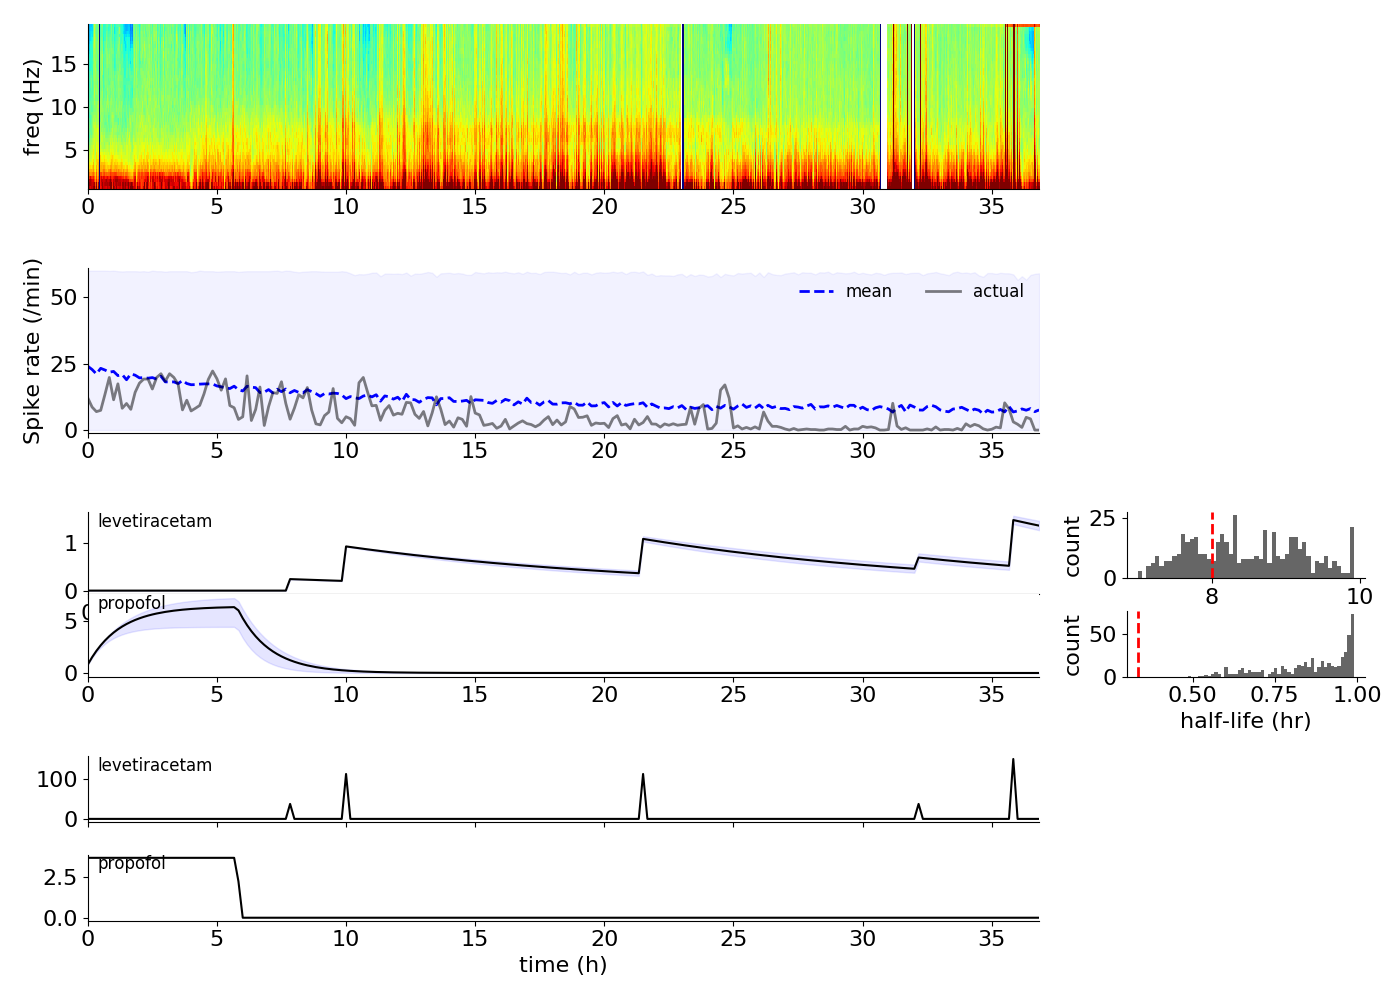 freq (Hz)
15
10
5
0 5 10 15 20 25 30 35
Spike rate (/min)
50
25
0
mean actual
0 5 10 15 20 25 30 35
levetiracetam
1
0
0
propofol
5
0
0 5 10 15 20 25 30 35
count
25
0
8 10
count
50
0
0.50 0.75 1.00
half-life (hr)
levetiracetam
100
0
propofol
2.5
0.0
0 5 10 15 20 25 30 35
time (h)